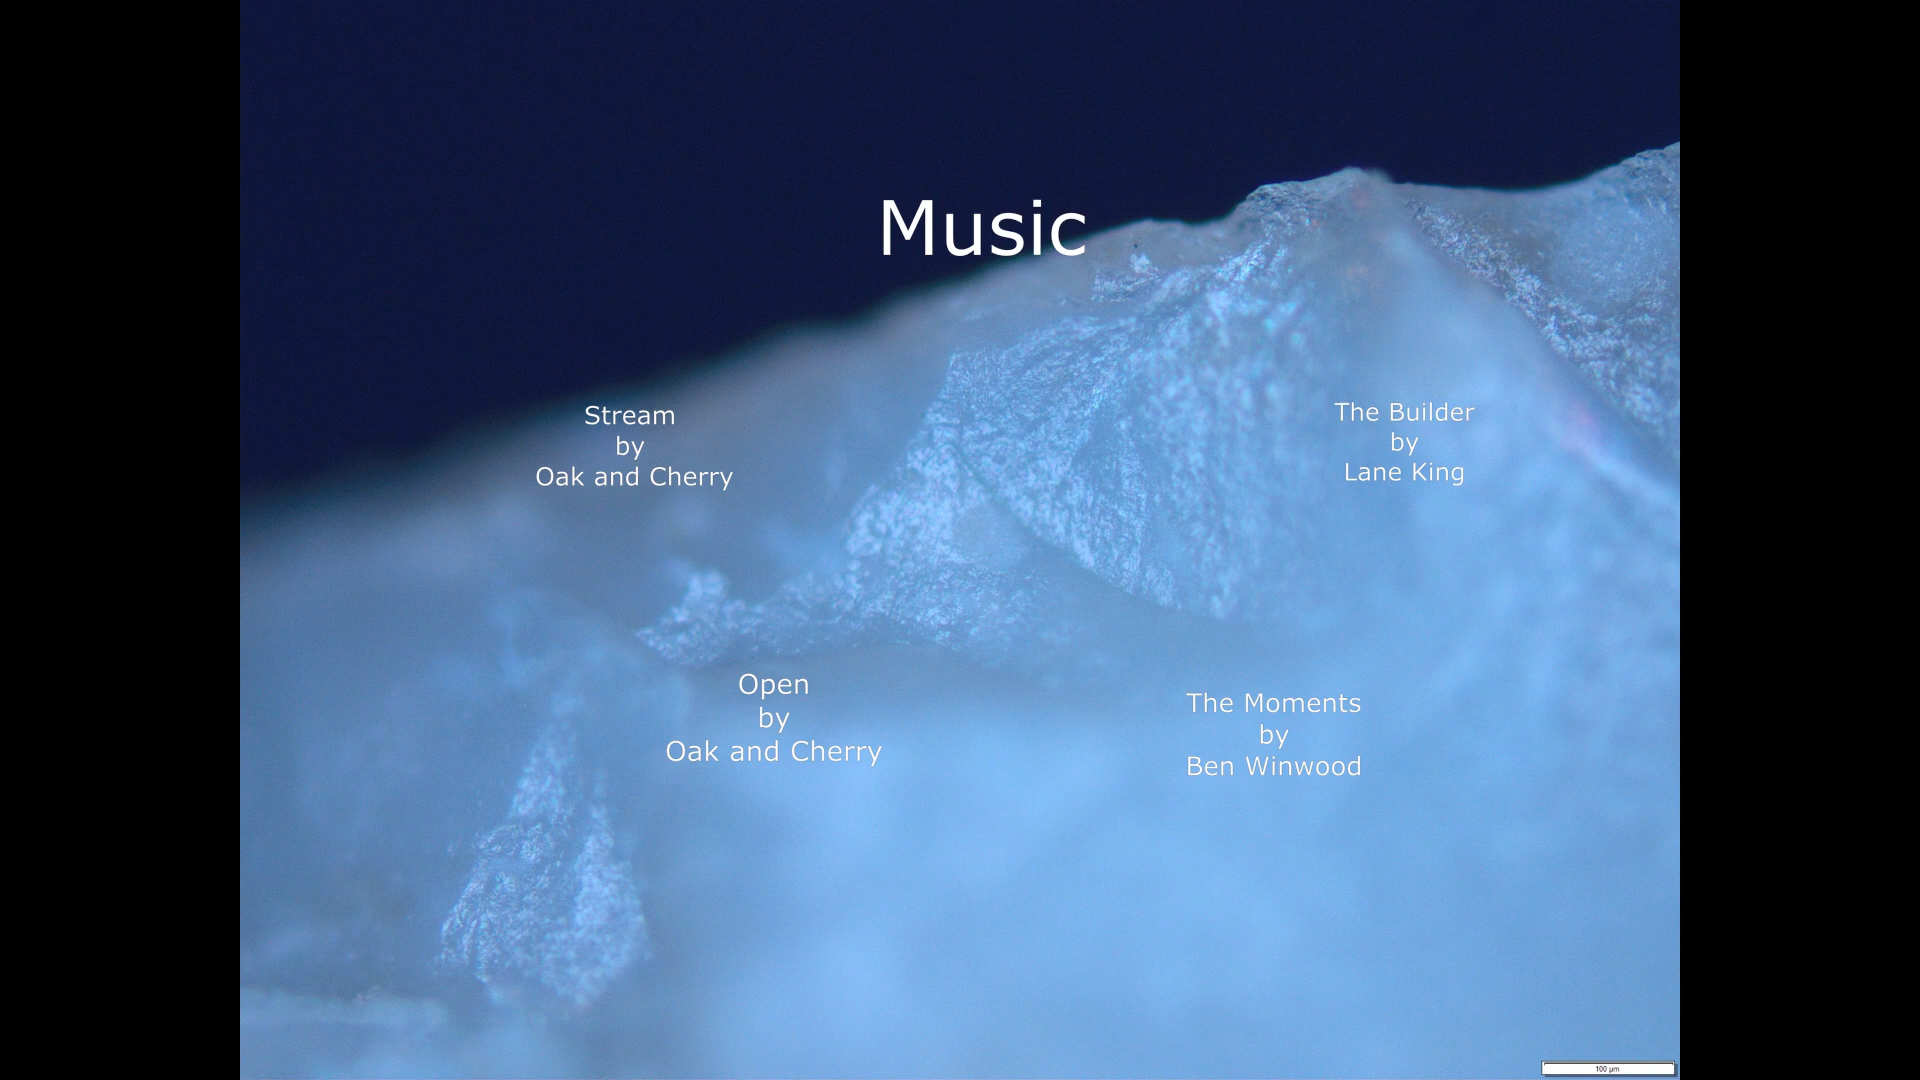 Music
Stream
by
Oak and Cherry
The Builder
by
Lane King
Open
by
Oak and Cherry
The Moments
by
Ben Winwood
100 µm